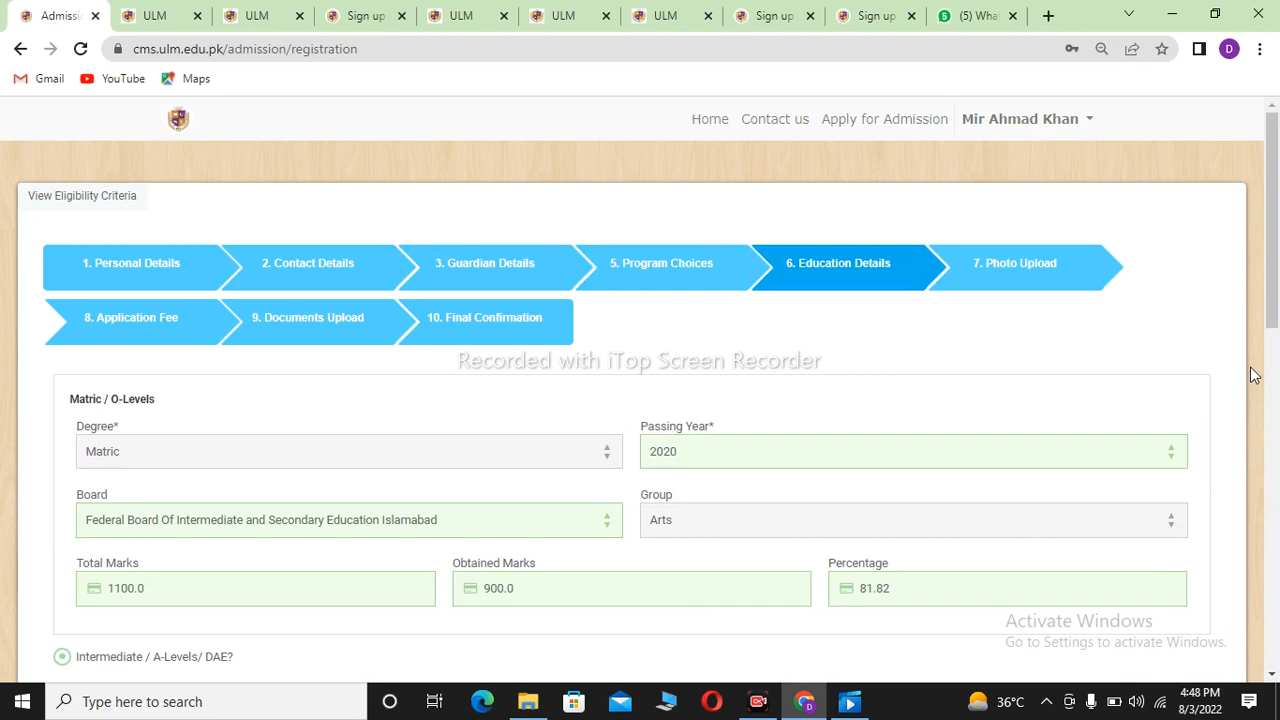 Admiss
ULM
ULM
Sign up
ULM
ULM
ULM
Sign up
Sign up
(5) What
cms.ulm.edu.pk/admission/registration
D
Gmail
YouTube
Maps
Home
Contact us
Apply for Admission
Mir Ahmad Khan
View Eligibility Criteria
1. Personal Details
2. Contact Details
3. Guardian Details
5. Program Choices
6. Education Details
7. Photo Upload
8. Application Fee
9. Documents Upload
10. Final Confirmation
Recorded with iTop Screen Recorder
Matric / O-Levels
Degree*
Passing Year*
Matric
2020
Board
Group
Federal Board Of Intermediate and Secondary Education Islamabad
Arts
Total Marks
Obtained Marks
Percentage
1100.0
900.0
81.82
Activate Windows
Go to Settings to activate Windows.
Intermediate / A-Levels/ DAE?
Type here to search
36°C
4:48 PM
8/3/2022